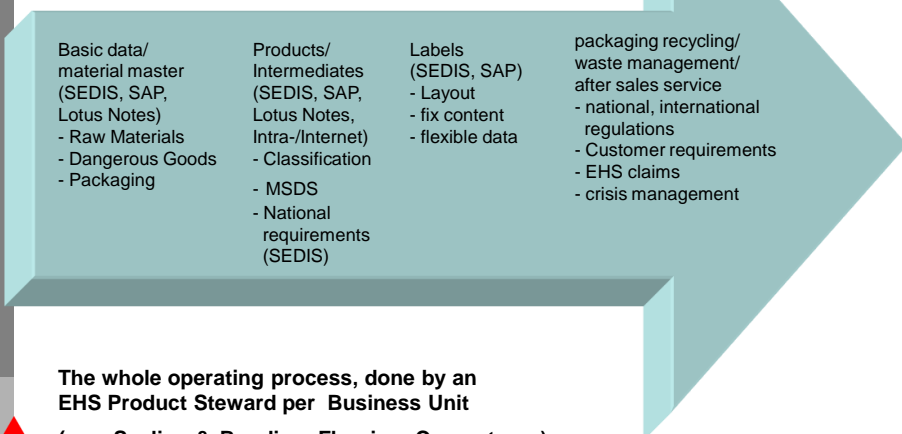 Basic data/
material master
(SEDIS, SAP,
Lotus Notes)
- Raw Materials
- Dangerous Goods
- Packaging
Products/
Intermediates
(SEDIS, SAP,
Lotus Notes,
Intra-/Internet)
- Classification
- MSDS
- National
requirements
(SEDIS)
Labels
(SEDIS, SAP)
- Layout
- fix content
- flexible data
packaging recycling/
waste management/
after sales service
- national, international
regulations
- Customer requirements
- EHS claims
- crisis management
The whole operating process, done by an
EHS Product Steward per Business Unit